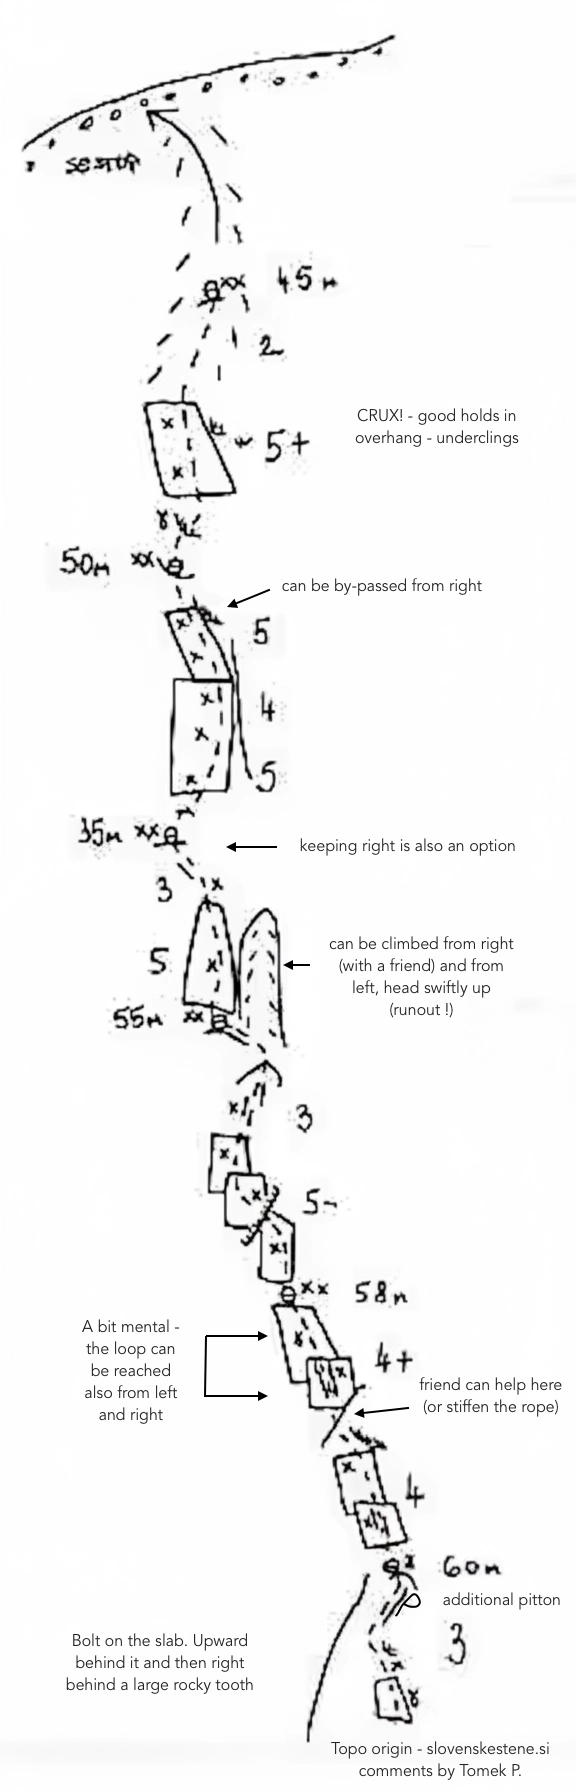 SESTOP
45m
2
CRUX! - good holds in
overhang - underclings
5+
50m
can be by-passed from right
5
4
5
35m
keeping right is also an option
3
can be climbed from right
(with a friend) and from
left, head swiftly up
(runout !)
5
55m
3
5-
58m
A bit mental -
the loop can
be reached
also from left
and right
4+
friend can help here
(or stiffen the rope)
4
60m
additional pitton
3
Bolt on the slab. Upward
behind it and then right
behind a large rocky tooth
Topo origin - slovenskestene.si
comments by Tomek P.